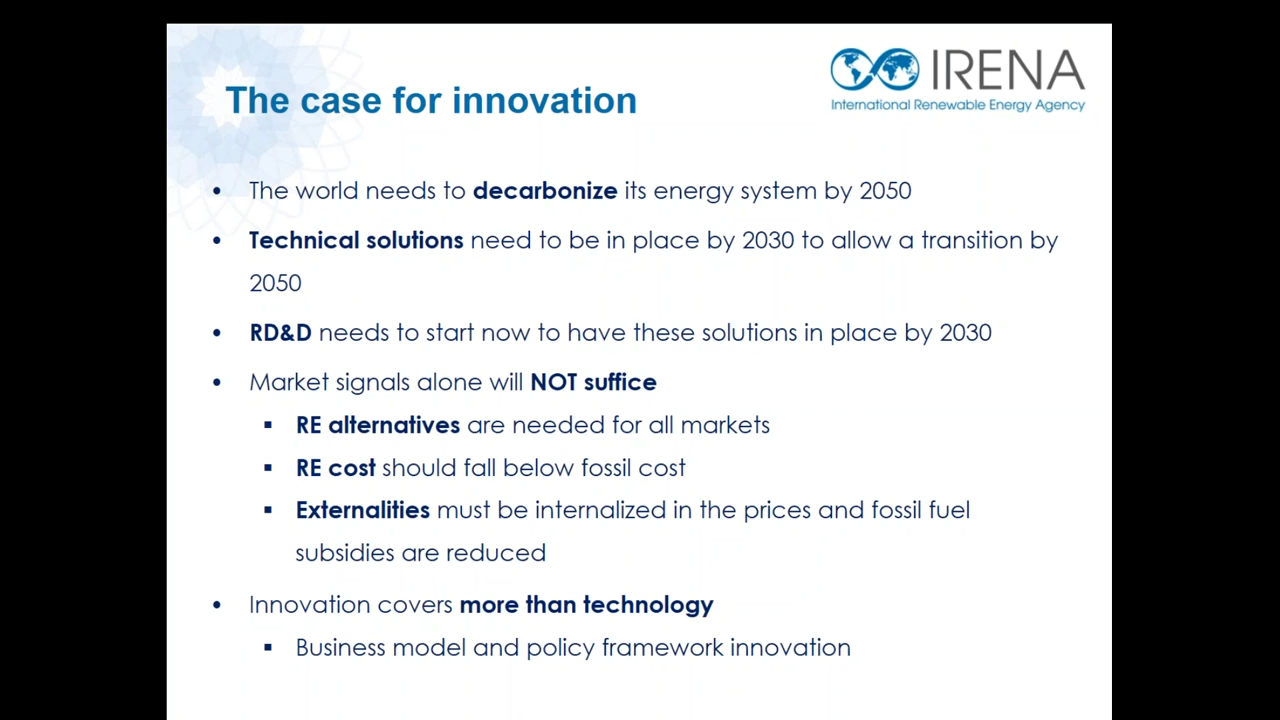 The case for innovation
IRENA
International Renewable Energy Agency
• The world needs to decarbonize its energy system by 2050
• Technical solutions need to be in place by 2030 to allow a transition by
2050
• RD&D needs to start now to have these solutions in place by 2030
• Market signals alone will NOT suffice
▪ RE alternatives are needed for all markets
▪ RE cost should fall below fossil cost
▪ Externalities must be internalized in the prices and fossil fuel
subsidies are reduced
• Innovation covers more than technology
▪ Business model and policy framework innovation